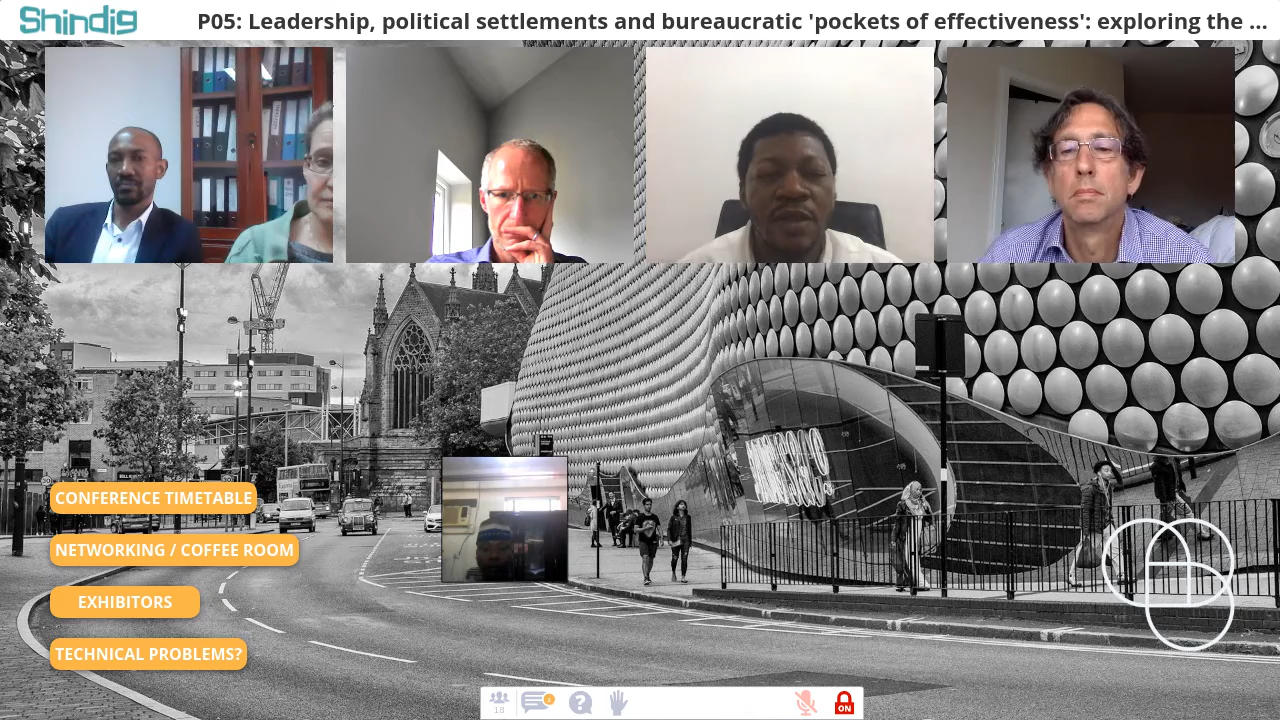 Shindig
P05: Leadership, political settlements and bureaucratic 'pockets of effectiveness': exploring the ...
CONFERENCE TIMETABLE
NETWORKING / COFFEE ROOM
EXHIBITORS
TECHNICAL PROBLEMS?
18
ON